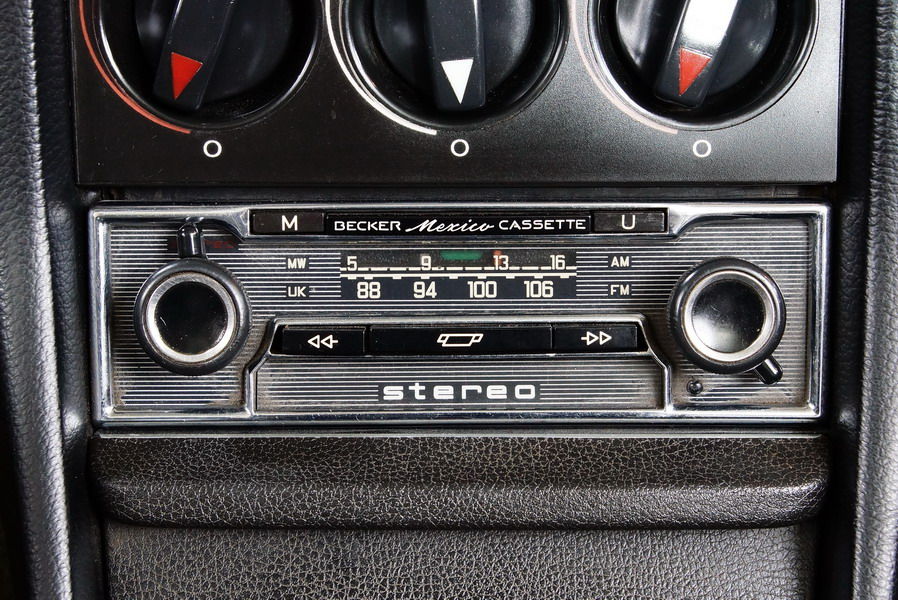 O O O
M BECKER Mexico CASSETTE U
MW 5 9 13 16 AM
UK 88 94 100 106 FM
stereo